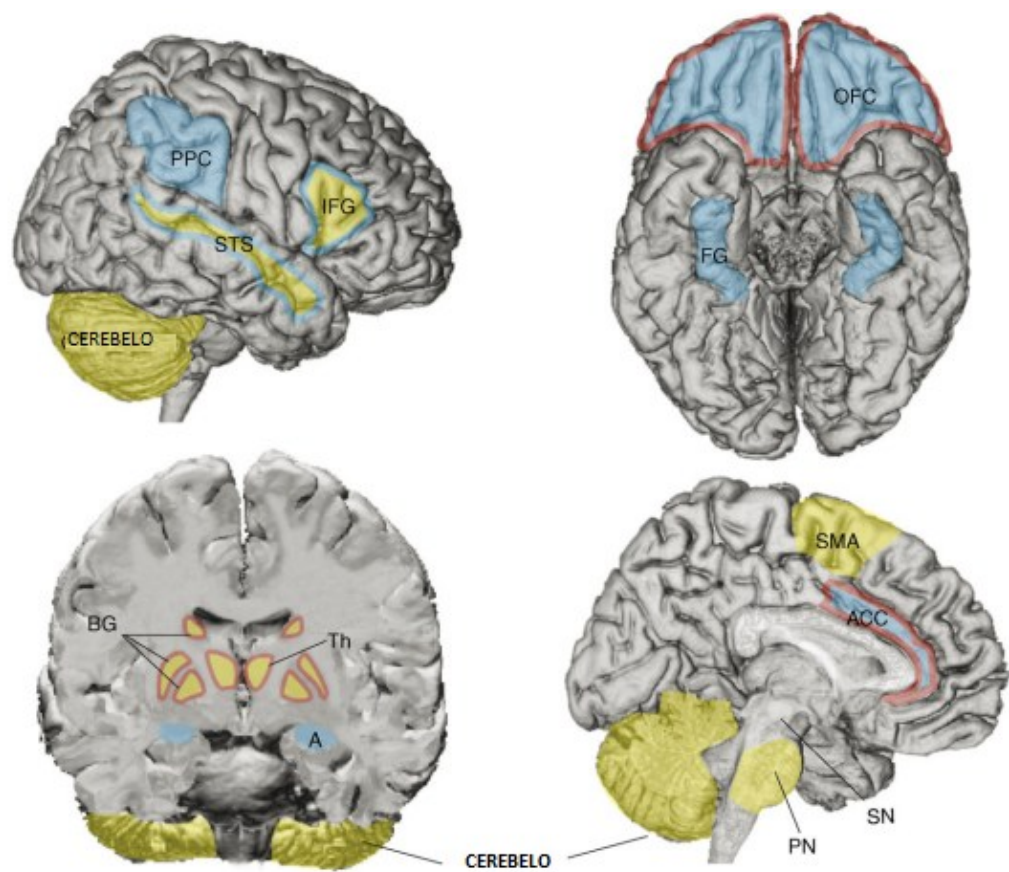 PPC
IFG
STS
CEREBELO
OFC
FG
BG
Th
A
SMA
ACC
SN
PN
CEREBELO